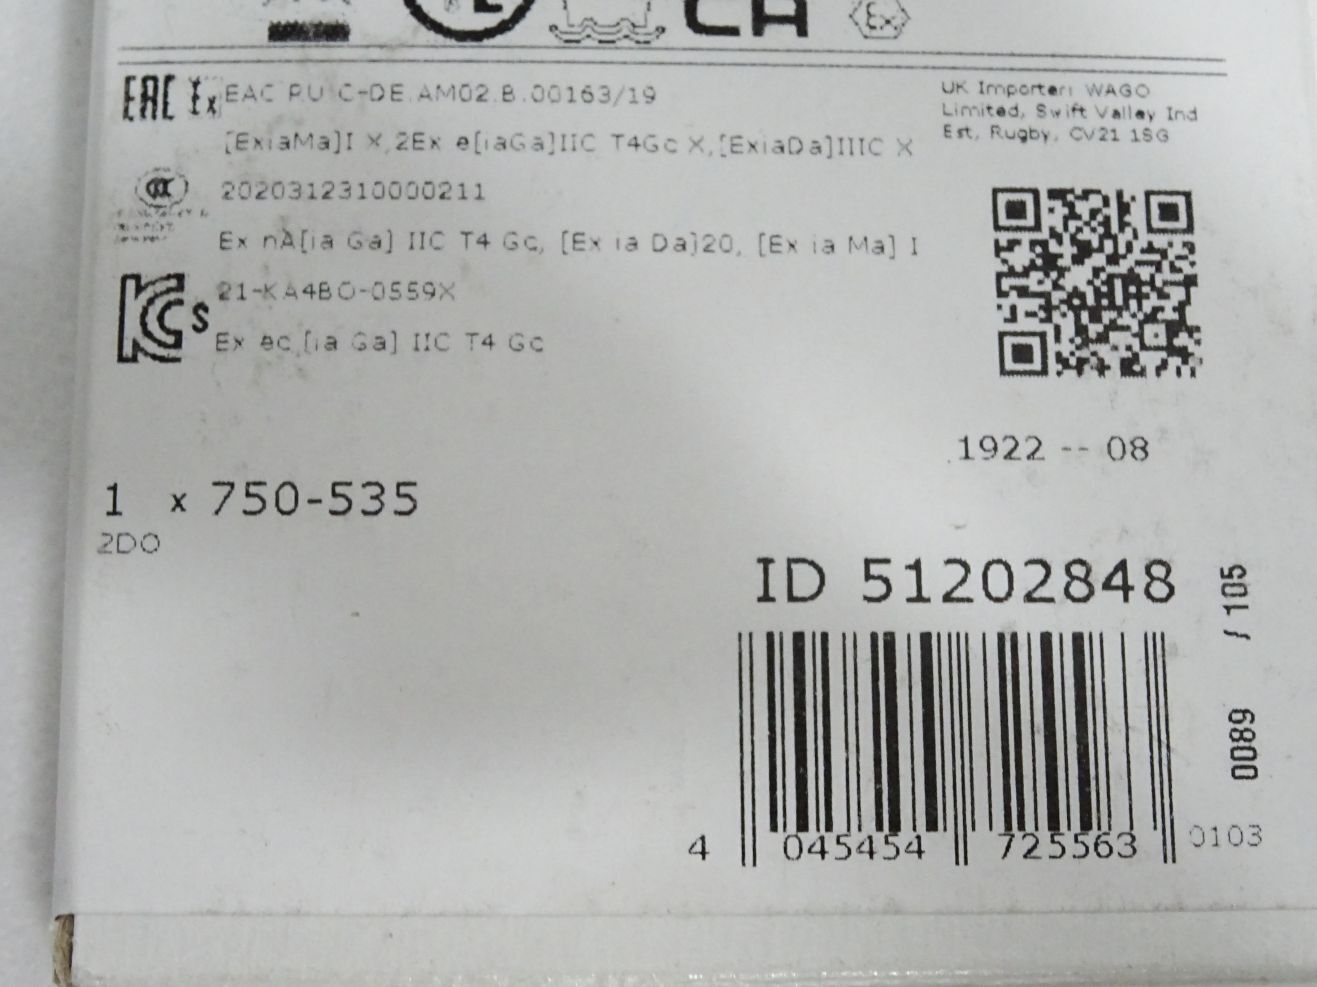 EAC Ex EAC RU C-DE.AM02.B.00163/19
[ExiaMa]I X,2Ex e[iaGa]IIC T4Gc X,[ExiaDa]IIIC X
UK Importer: WAGO
Limited, Swift Valley Ind
Est, Rugby, CV21 1SG
2020312310000211
Ex nA[ia Ga] IIC T4 Gc, [Ex ia Da]20, [Ex ia Ma] I
21-KA4BO-0559X
Ex ec [ia Ga] IIC T4 Gc
1922 -- 08
1 x 750-535
2DO
ID 51202848
0089 / 105
4 045454 725563
0103